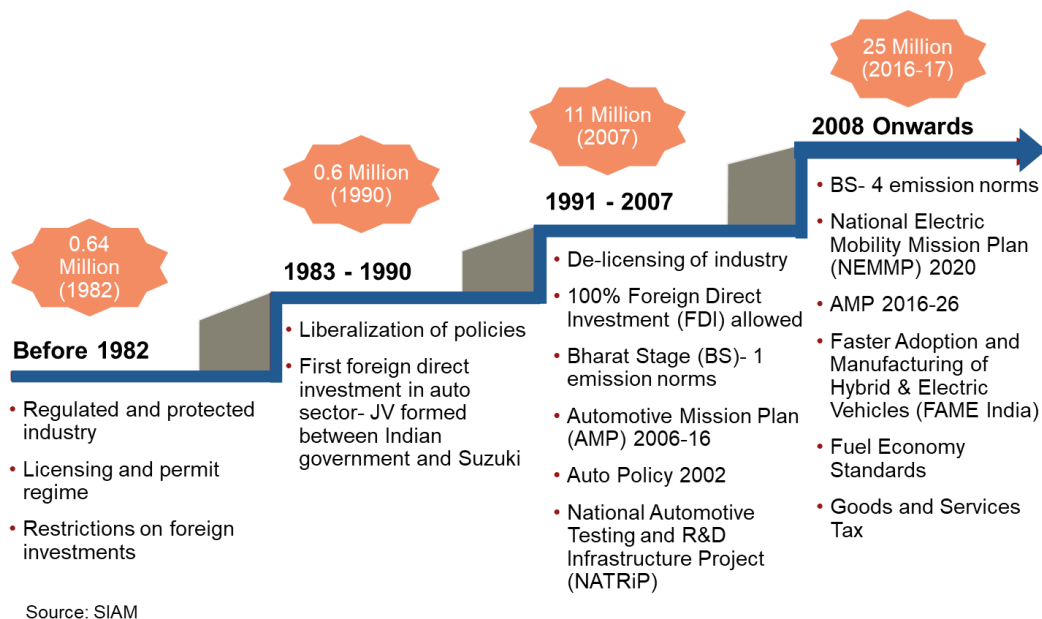 0.64
Million
(1982)
Before 1982
• Regulated and protected
industry
• Licensing and permit
regime
• Restrictions on foreign
investments
0.6 Million
(1990)
1983 - 1990
• Liberalization of policies
• First foreign direct
investment in auto
sector- JV formed
between Indian
government and Suzuki
11 Million
(2007)
1991 - 2007
• De-licensing of industry
• 100% Foreign Direct
Investment (FDI) allowed
• Bharat Stage (BS)- 1
emission norms
• Automotive Mission Plan
(AMP) 2006-16
• Auto Policy 2002
• National Automotive
Testing and R&D
Infrastructure Project
(NATRiP)
25 Million
(2016-17)
2008 Onwards
• BS- 4 emission norms
• National Electric
Mobility Mission Plan
(NEMMP) 2020
• AMP 2016-26
• Faster Adoption and
Manufacturing of
Hybrid & Electric
Vehicles (FAME India)
• Fuel Economy
Standards
• Goods and Services
Tax
Source: SIAM